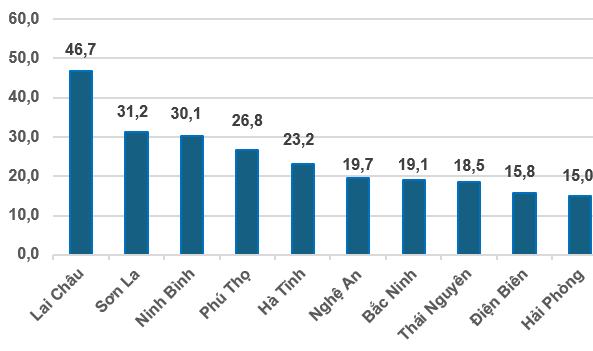 60,0
50,0
40,0
30,0
20,0
10,0
0,0
46,7
31,2
30,1
26,8
23,2
19,7
19,1
18,5
15,8
15,0
Lai Châu
Sơn La
Ninh Bình
Phú Thọ
Hà Tĩnh
Nghệ An
Bắc Ninh
Thái Nguyên
Điện Biên
Hải Phòng